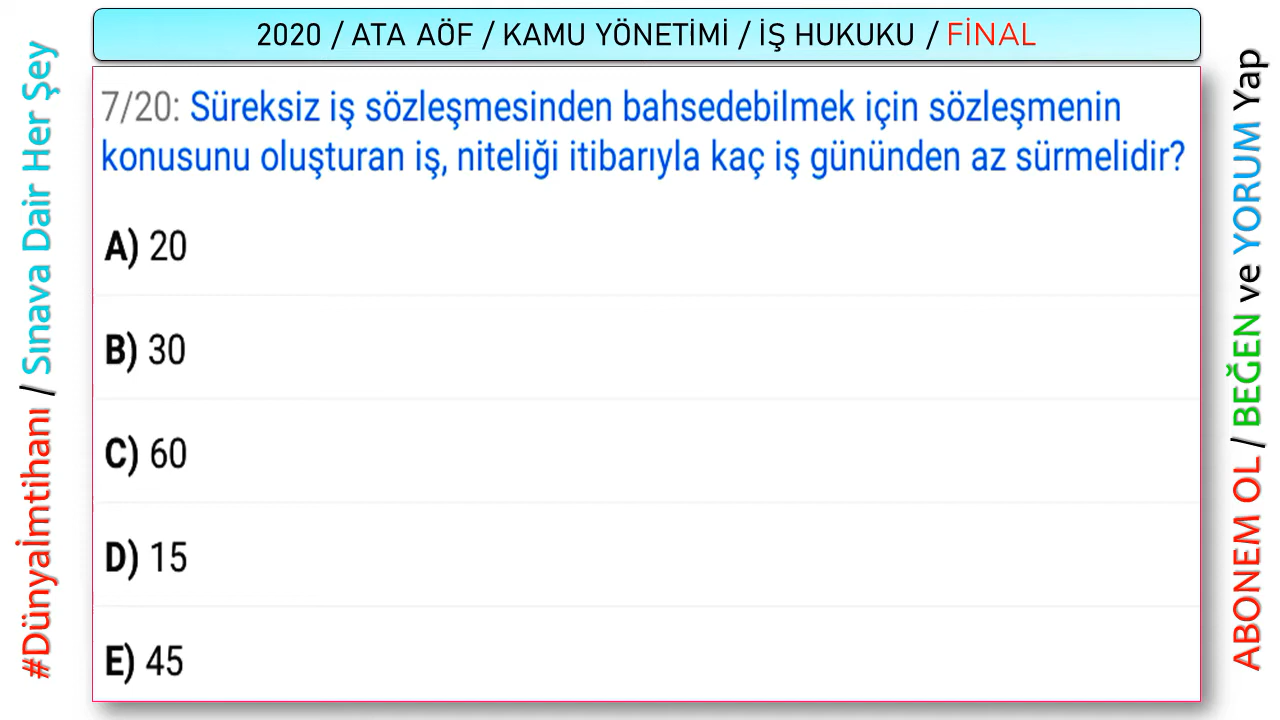 2020 / ATA AÖF / KAMU YÖNETİMİ / İŞ HUKUKU / FİNAL
7/20: Süreksiz iş sözleşmesinden bahsedebilmek için sözleşmenin
konusunu oluşturan iş, niteliği itibarıyla kaç iş gününden az sürmelidir?
A) 20
B) 30
C) 60
D) 15
E) 45
#Dünyaİmtihanı / Sınava Dair Her Şey
ABONEM OL / BEĞEN ve YORUM Yap